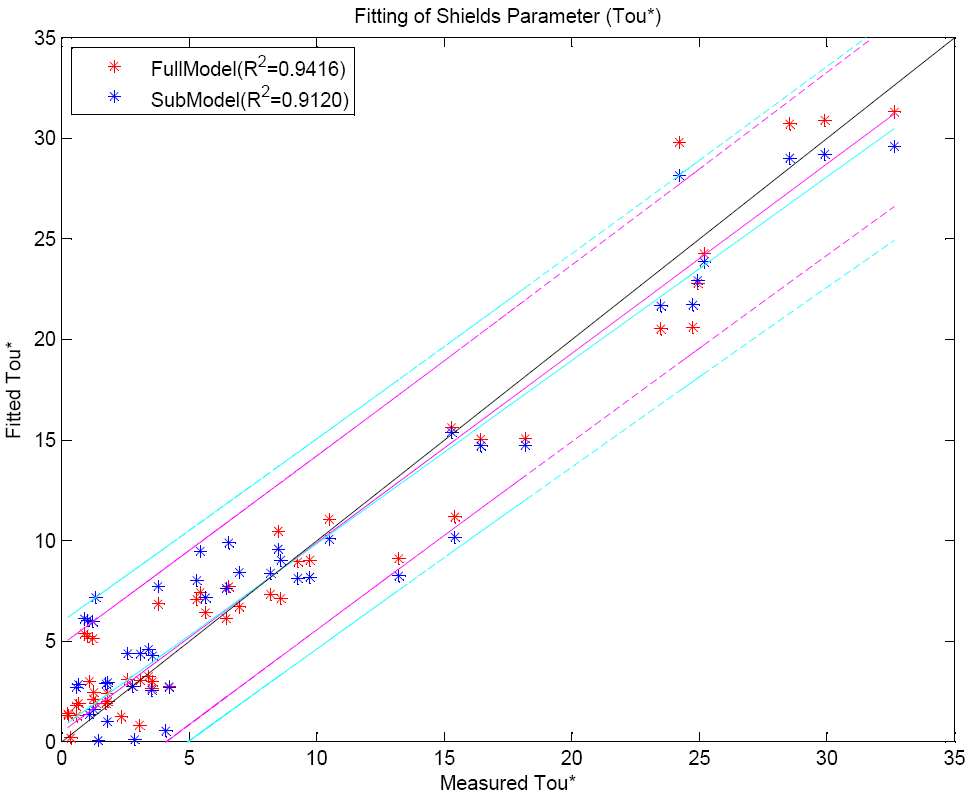 Fitting of Shields Parameter (Tou*)
FullModel(R²=0.9416)
SubModel(R²=0.9120)
35
30
25
20
15
10
5
0
Fitted Tou*
0 5 10 15 20 25 30 35
Measured Tou*